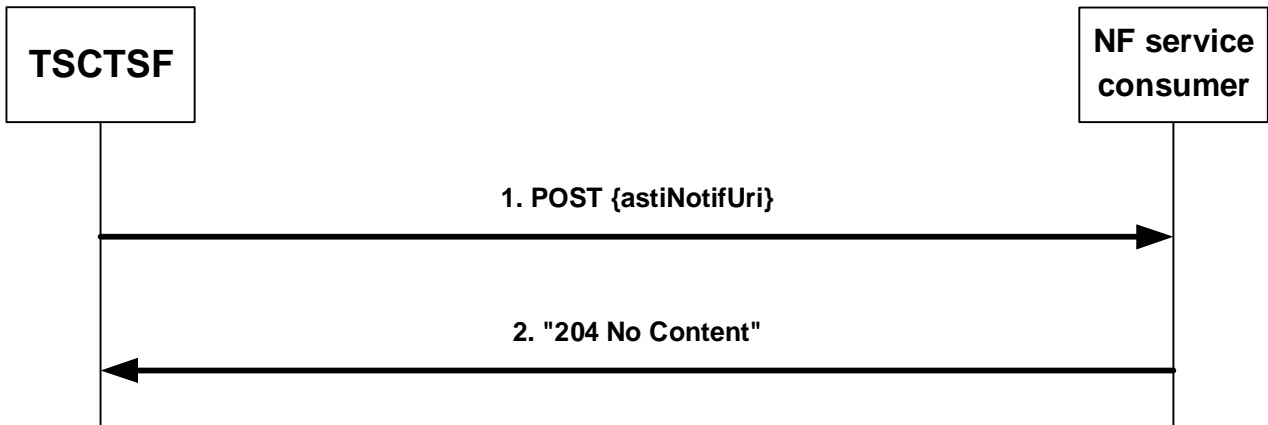 TSCTSF
NF service
consumer
1. POST {astiNotifUri}
2. "204 No Content"